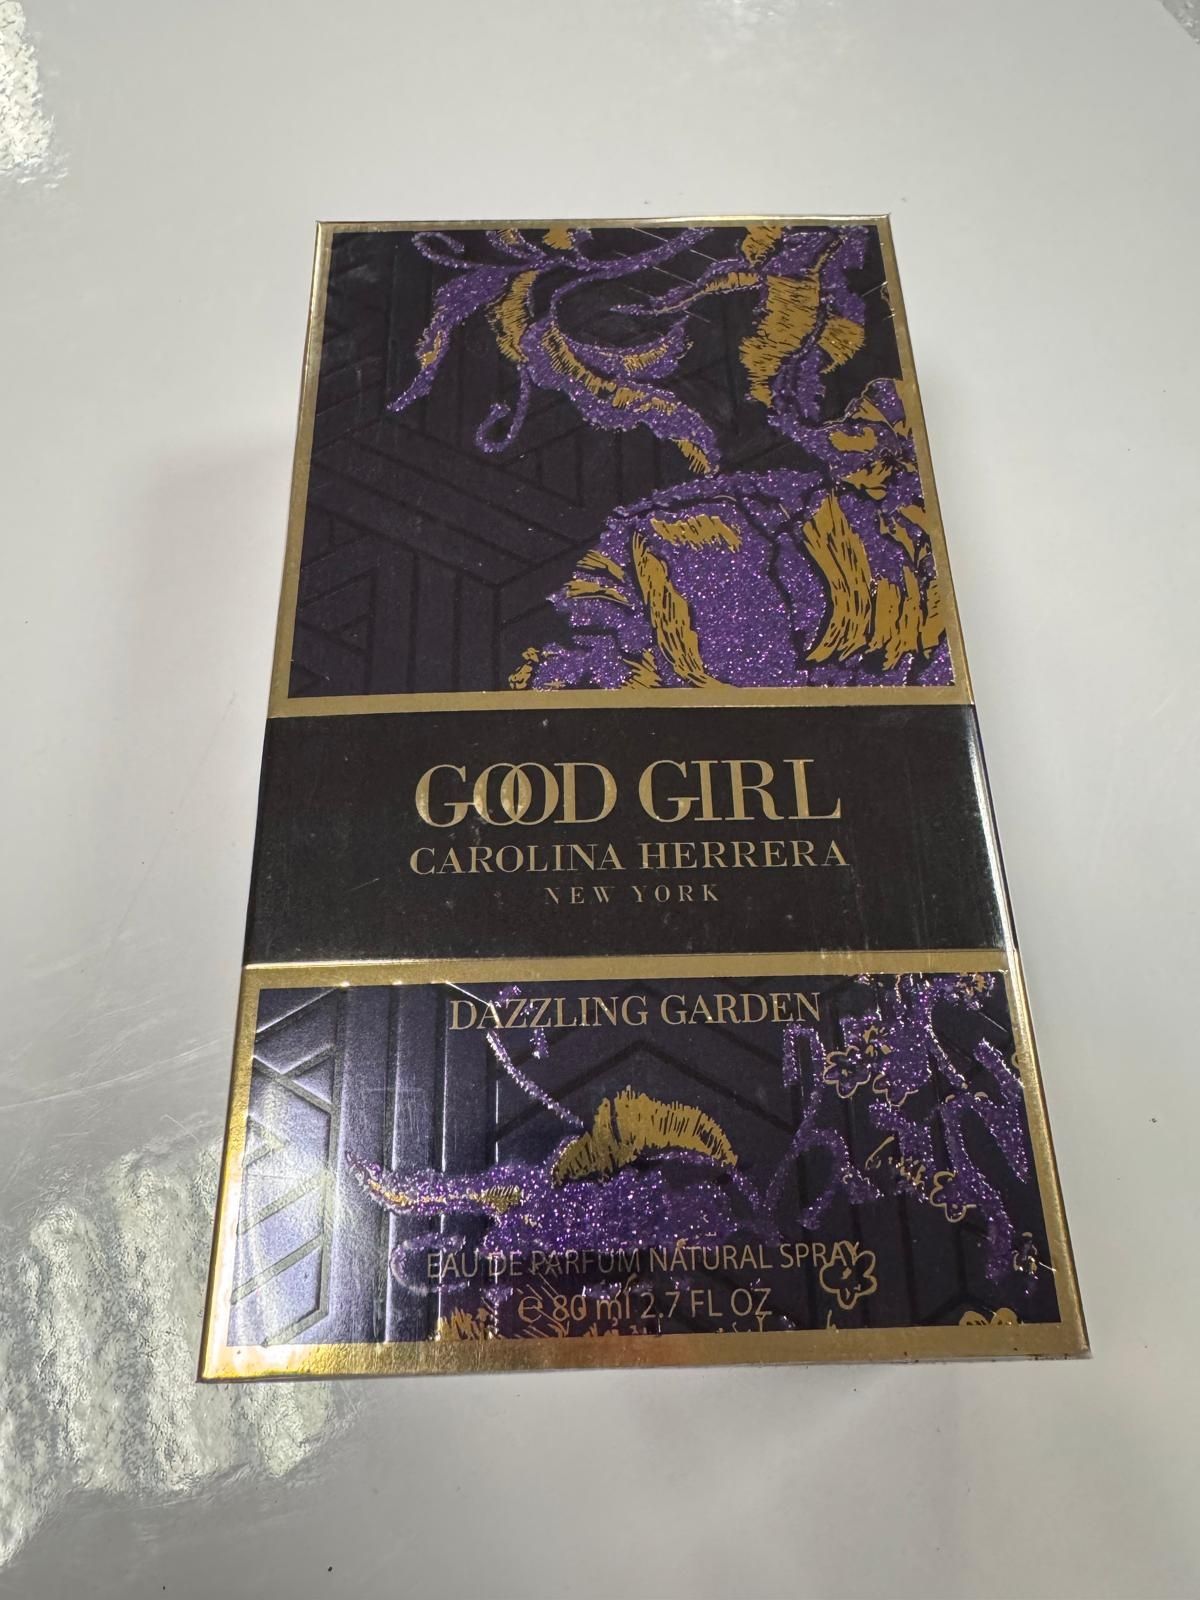 GOOD GIRL
CAROLINA HERRERA
NEW YORK
DAZZLING GARDEN
EAU DE PARFUM NATURAL SPRAY
℮ 80 ml 2.7 FL OZ